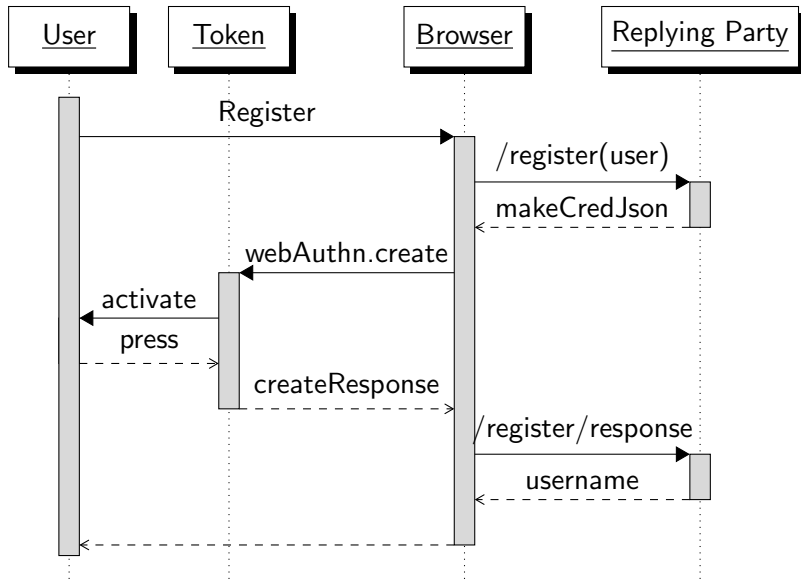 User
Token
Browser
Replying Party
Register
/register(user)
makeCredJson
webAuthn.create
activate
press
createResponse
/register/response
username